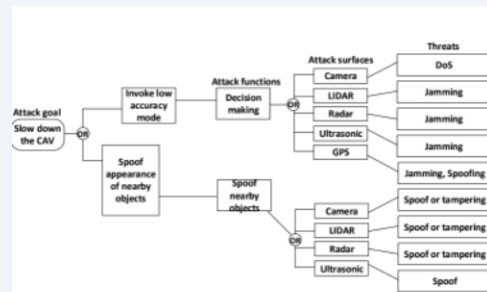 Threats
Attack surfaces
DoS
Camera
Attack functions
Invoke low
accuracy
mode
Decision
making
OR
LIDAR
Jamming
Radar
Jamming
Ultrasonic
Jamming
GPS
Jamming, Spoofing
Attack goal
Slow down
the CAV
OR
Spoof
appearance
of nearby
objects
Spoof
nearby
objects
OR
Camera
Spoof or tampering
LIDAR
Spoof or tampering
Radar
Spoof or tampering
Ultrasonic
Spoof